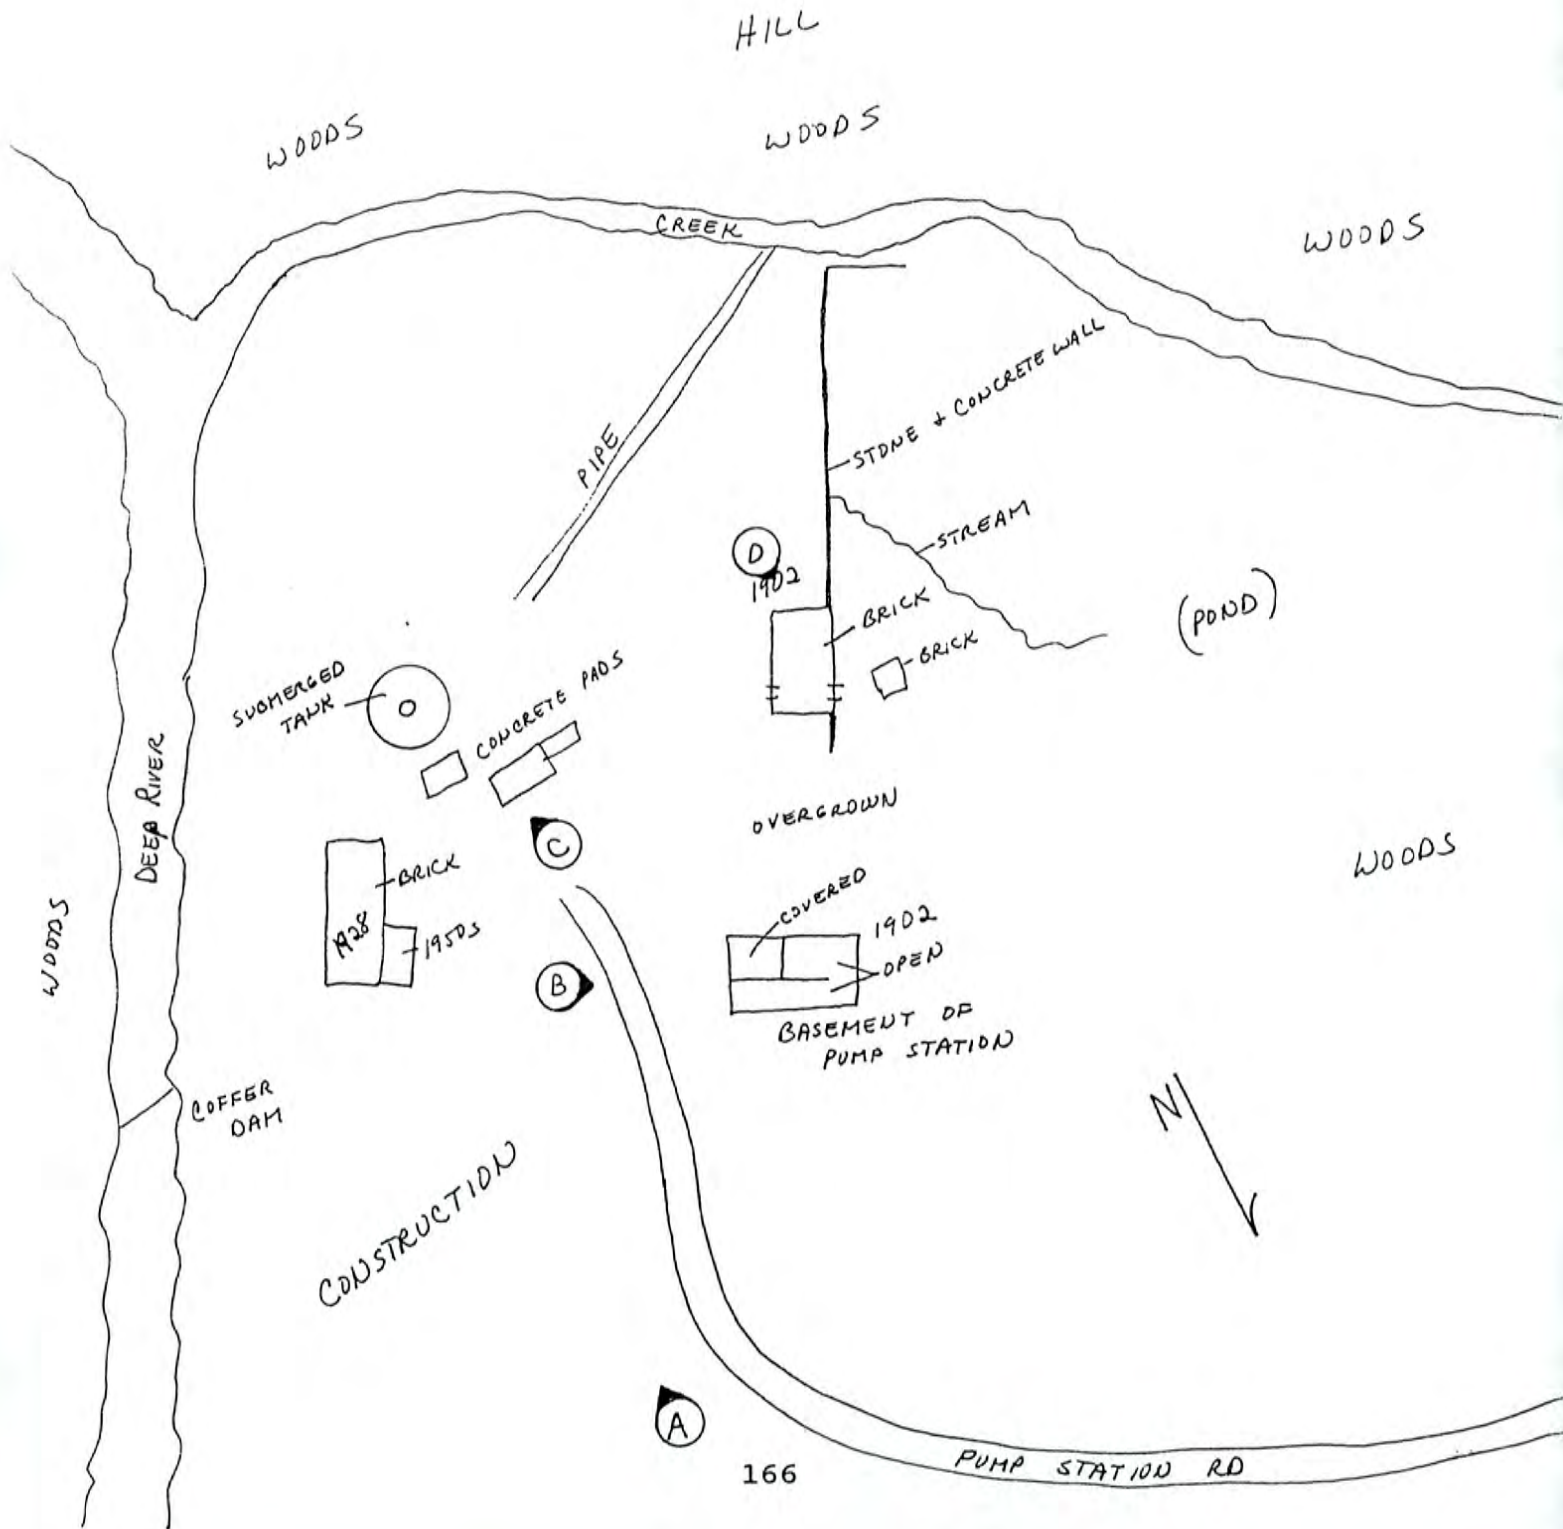 HILL
WOODS
WOODS
WOODS
CREEK
STONE + CONCRETE WALL
PIPE
STREAM
D
1902
(POND)
BRICK
BRICK
SUBMERGED
TANK
CONCRETE PADS
DEEP RIVER
OVERGROWN
C
BRICK
WOODS
COVERED
WOODS
1928
1950s
1902
OPEN
B
BASEMENT OF
PUMP STATION
COFFER
DAM
N
CONSTRUCTION
A
PUMP STATION RD
166